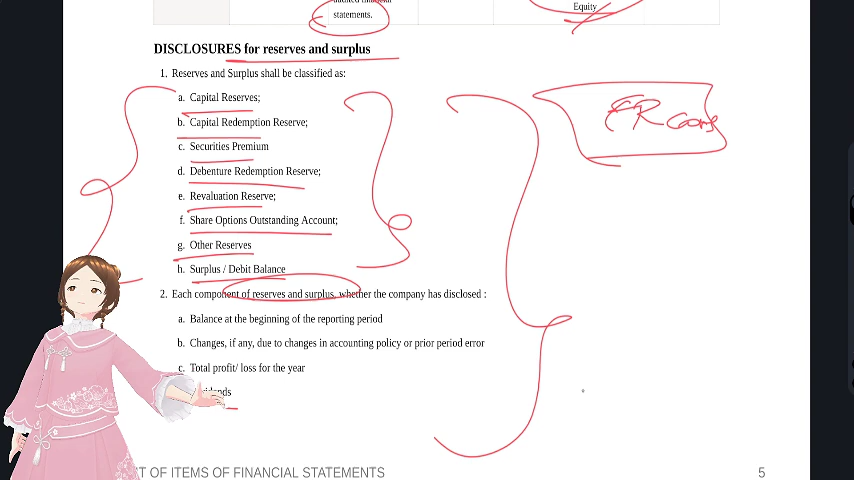 statements.
Equity
DISCLOSURES for reserves and surplus
1. Reserves and Surplus shall be classified as:
a. Capital Reserves;
b. Capital Redemption Reserve;
c. Securities Premium
d. Debenture Redemption Reserve;
e. Revaluation Reserve;
f. Share Options Outstanding Account;
g. Other Reserves
h. Surplus / Debit Balance
2. Each component of reserves and surplus, whether the company has disclosed :
a. Balance at the beginning of the reporting period
b. Changes, if any, due to changes in accounting policy or prior period error
c. Total profit/ loss for the year
FR
OF ITEMS OF FINANCIAL STATEMENTS
5